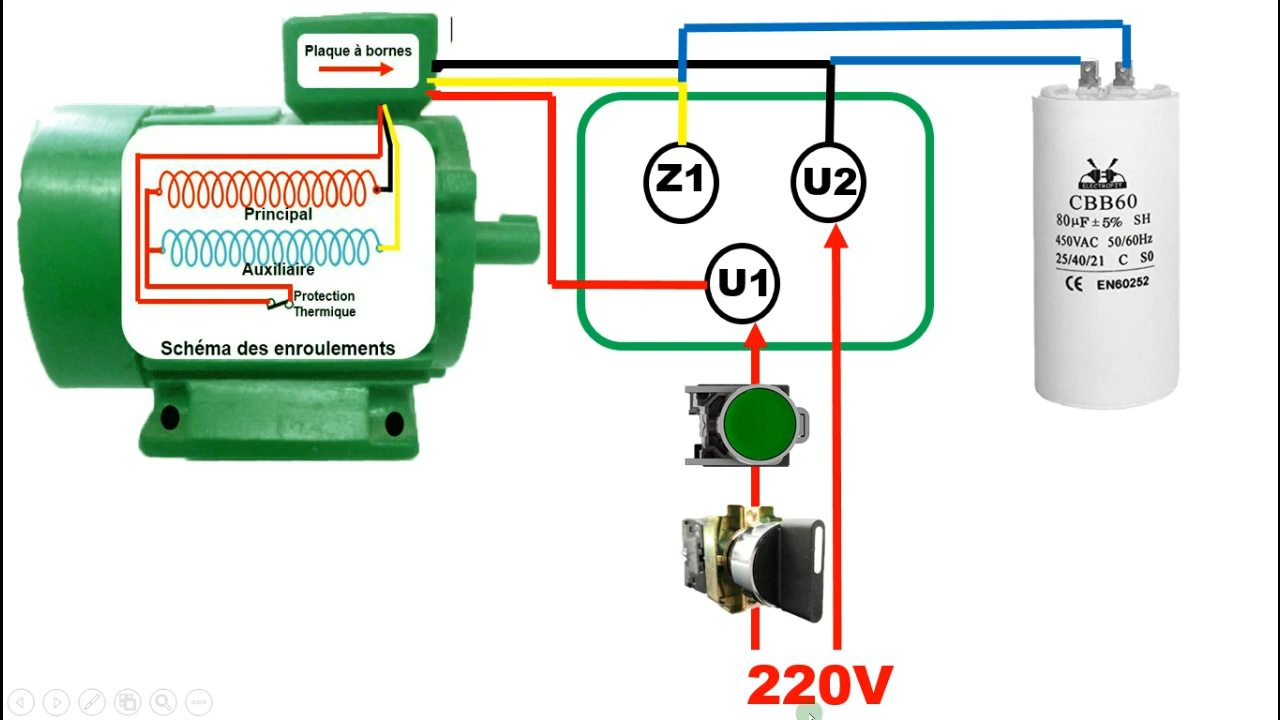 Plaque à bornes
Principal
Auxiliaire
Protection
Thermique
Schéma des enroulements
Z1
U2
U1
220V
ELECTROFIT
CBB60
80µF±5% SH
450VAC 50/60Hz
25/40/21 C S0
CE EN60252